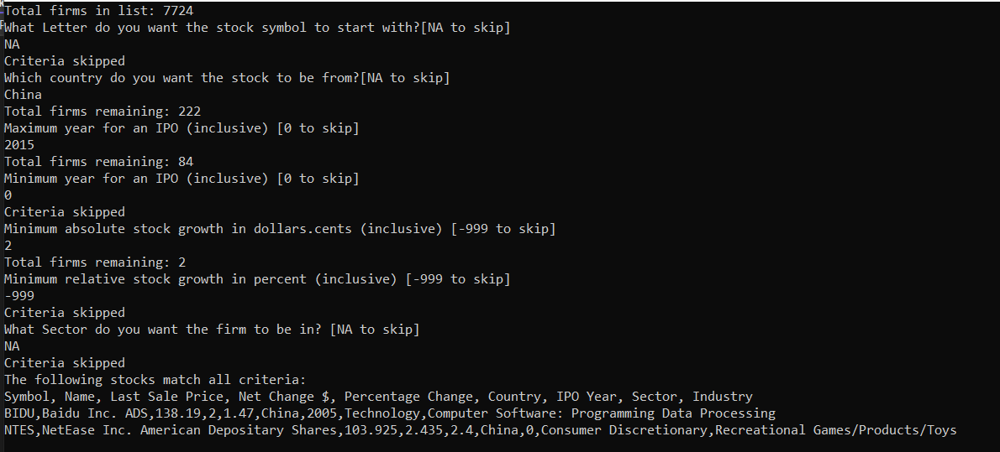 Total firms in list: 7724
What Letter do you want the stock symbol to start with?[NA to skip]
NA
Criteria skipped
Which country do you want the stock to be from?[NA to skip]
China
Total firms remaining: 222
Maximum year for an IPO (inclusive) [0 to skip]
2015
Total firms remaining: 84
Minimum year for an IPO (inclusive) [0 to skip]
0
Criteria skipped
Minimum absolute stock growth in dollars.cents (inclusive) [-999 to skip]
2
Total firms remaining: 2
Minimum relative stock growth in percent (inclusive) [-999 to skip]
-999
Criteria skipped
What Sector do you want the firm to be in? [NA to skip]
NA
Criteria skipped
The following stocks match all criteria:
Symbol, Name, Last Sale Price, Net Change $, Percentage Change, Country, IPO Year, Sector, Industry
BIDU,Baidu Inc. ADS,138.19,2,1.47,China,2005,Technology,Computer Software: Programming Data Processing
NTES,NetEase Inc. American Depositary Shares,103.925,2.435,2.4,China,0,Consumer Discretionary,Recreational Games/Products/Toys